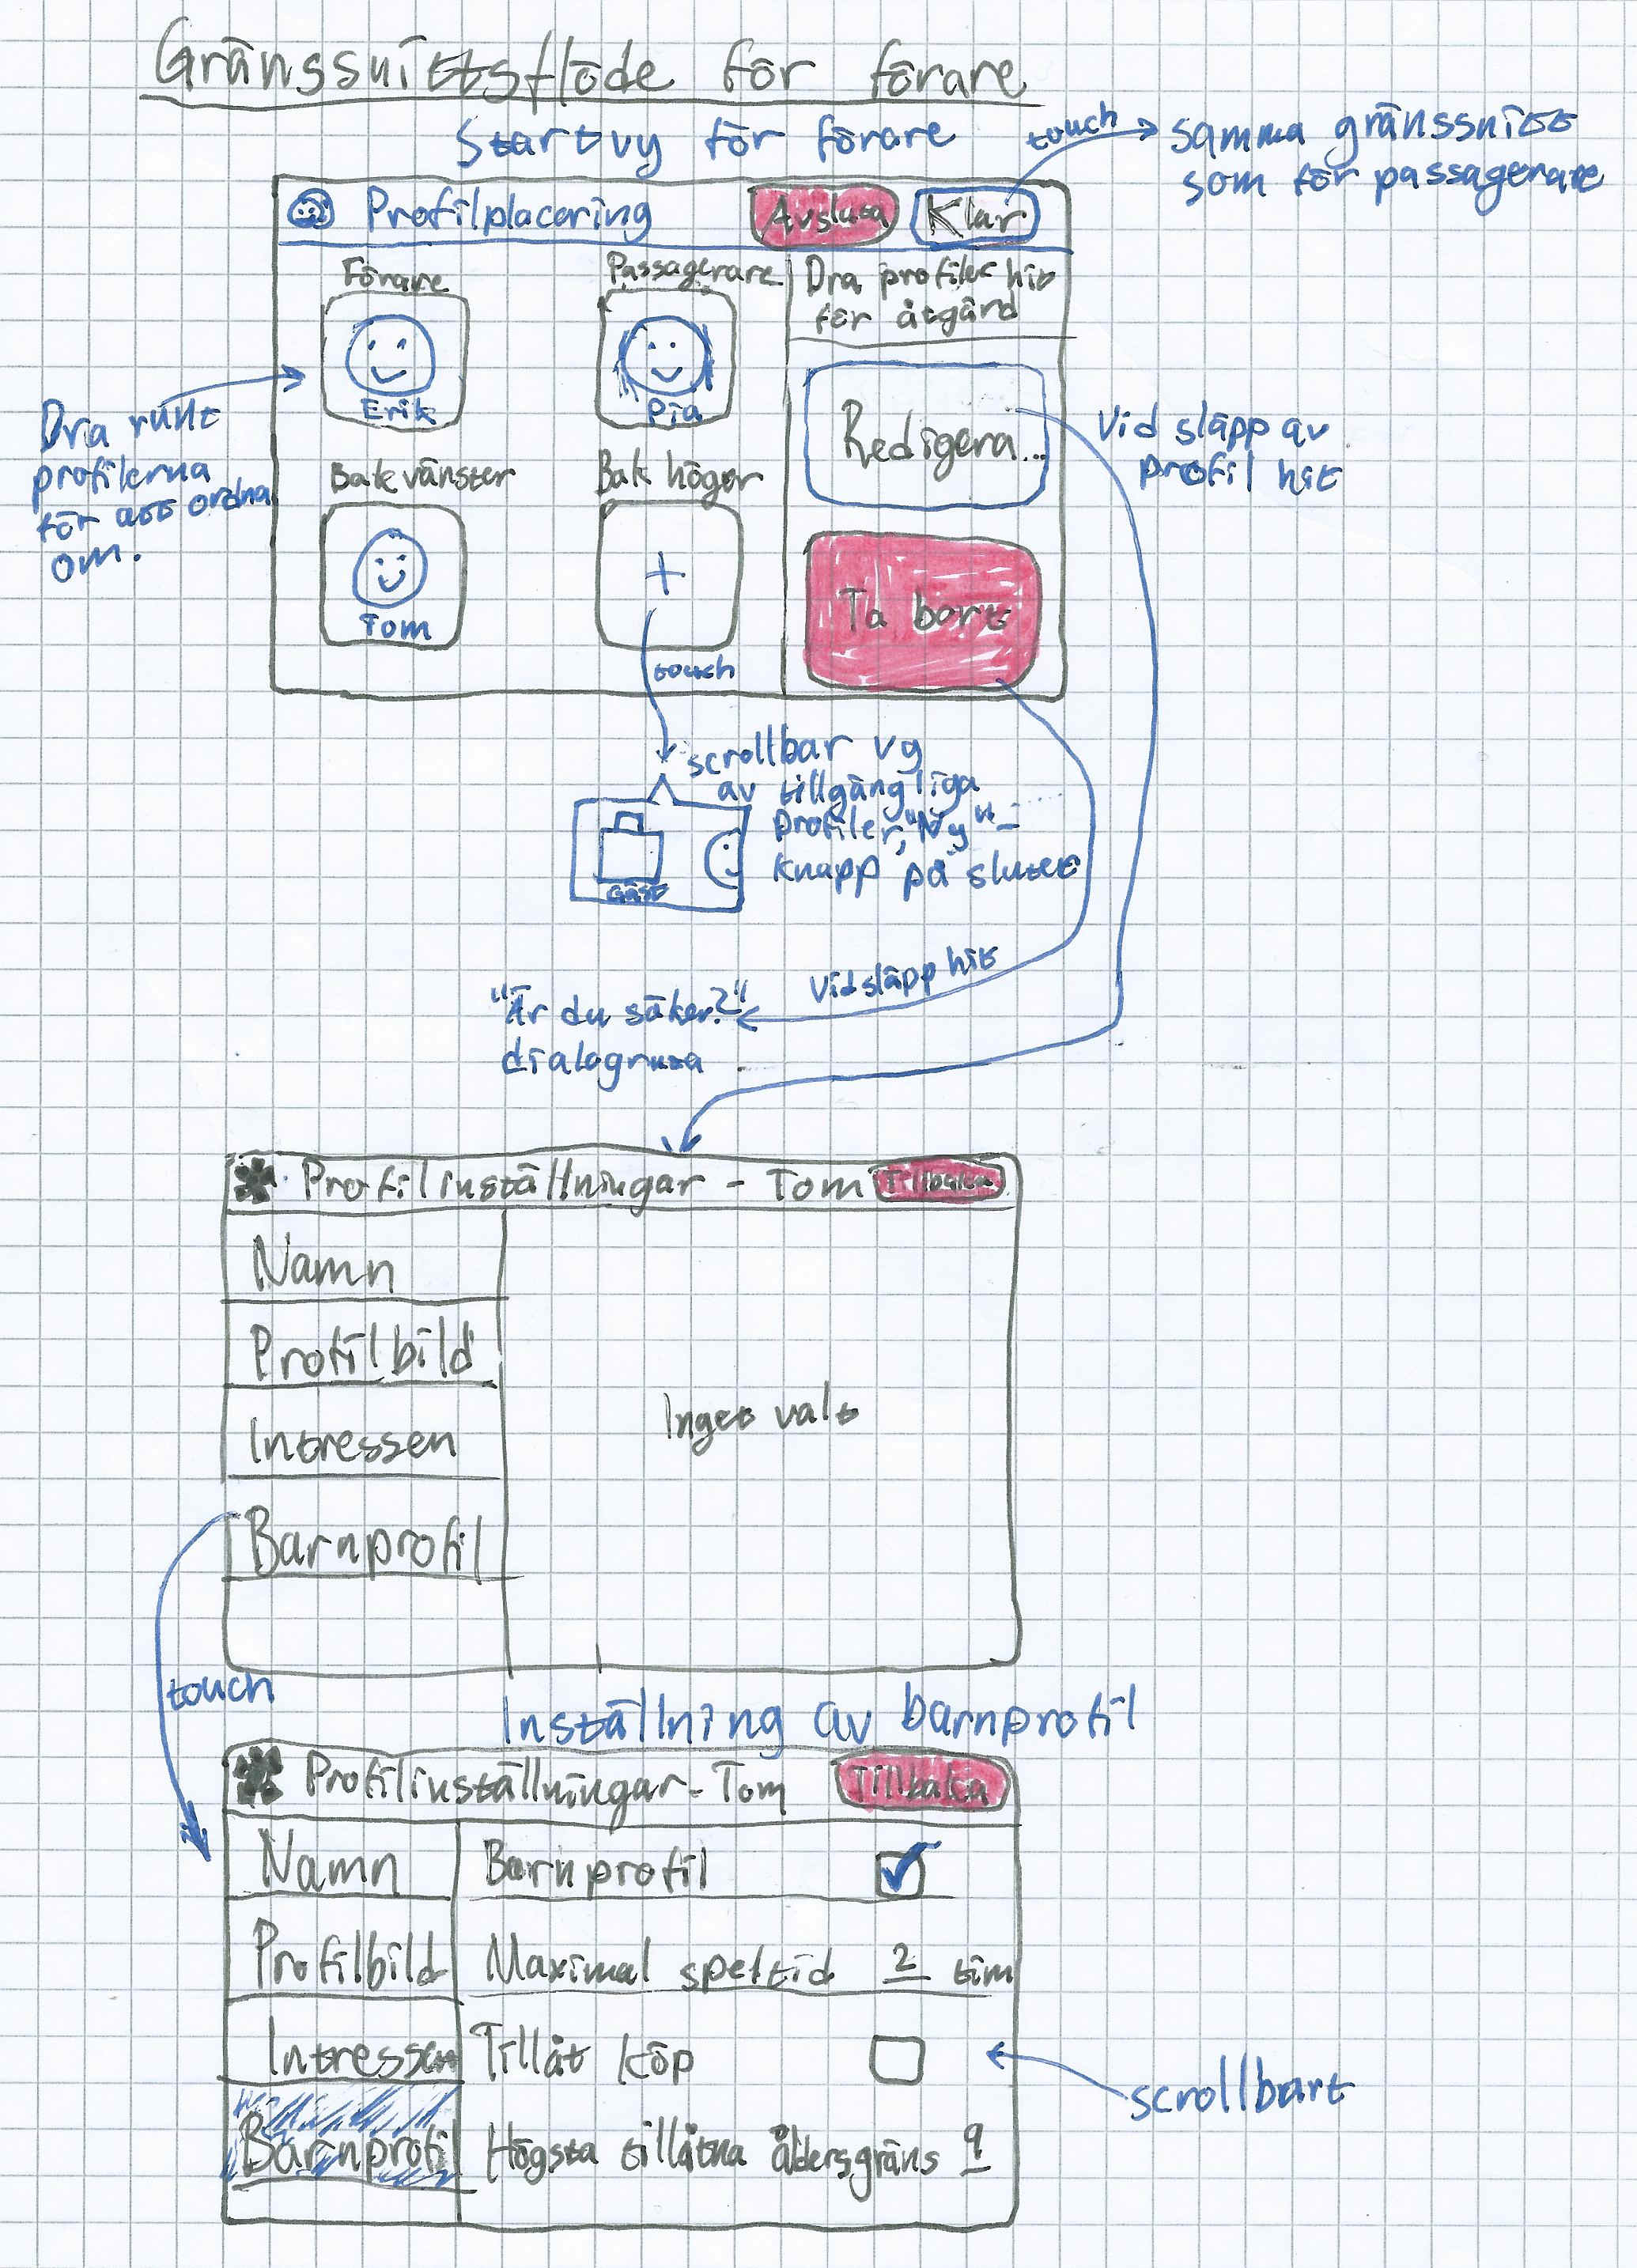 Gränssnittsflöde för förare
Startvy för förare
touch
samma gränssnitt
som för passagerare
Profilplacering
Avsluta
Klar
Förare
Passagerare
Dra profiler hit
för åtgärd
Erik
Pia
Redigera...
Dra runt
profilerna
för att ordna
om.
Vid släpp av
profil hit
Bak vänster
Bak höger
Tom
+
Ta bort
touch
scrollbar vy
av tillgängliga
profiler, "Ny"-
knapp på slutet
Gäst
Vid släpp hit
"Är du säker?"
dialogruta
Profilinställningar - Tom
Tillbaka
Namn
Profilbild
Intressen
Inget valt
Barnprofil
touch
Inställning av barnprofil
Profilinställningar - Tom
Tillbaka
Namn
Barnprofil
Profilbild
Maximal speltid 2 tim
Intressen
Tillåt köp
scrollbart
Barnprofil
Högsta tillåtna åldersgräns 9